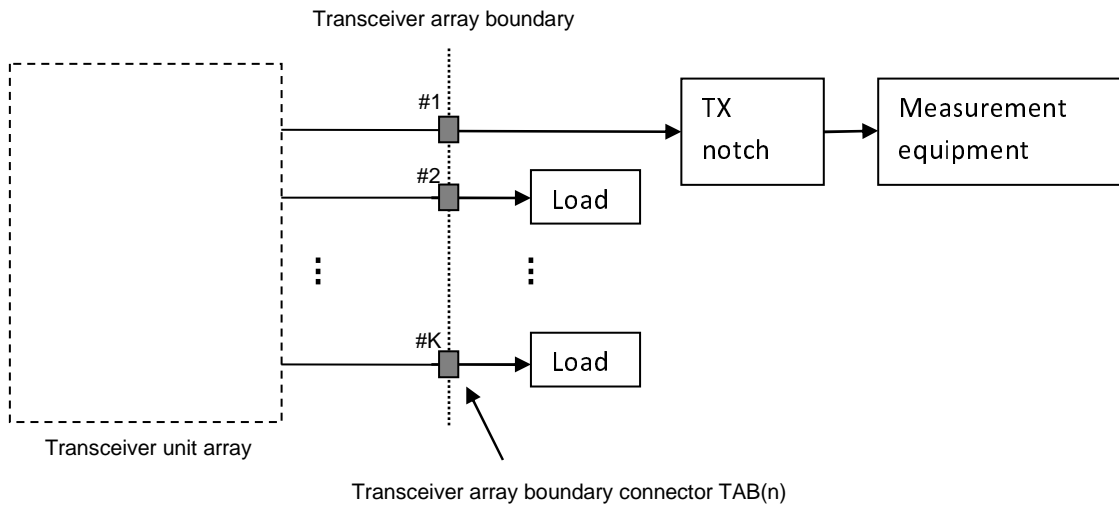 Transceiver array boundary
#1
TX
notch
Measurement
equipment
#2
Load
#K
Load
Transceiver unit array
Transceiver array boundary connector TAB(n)